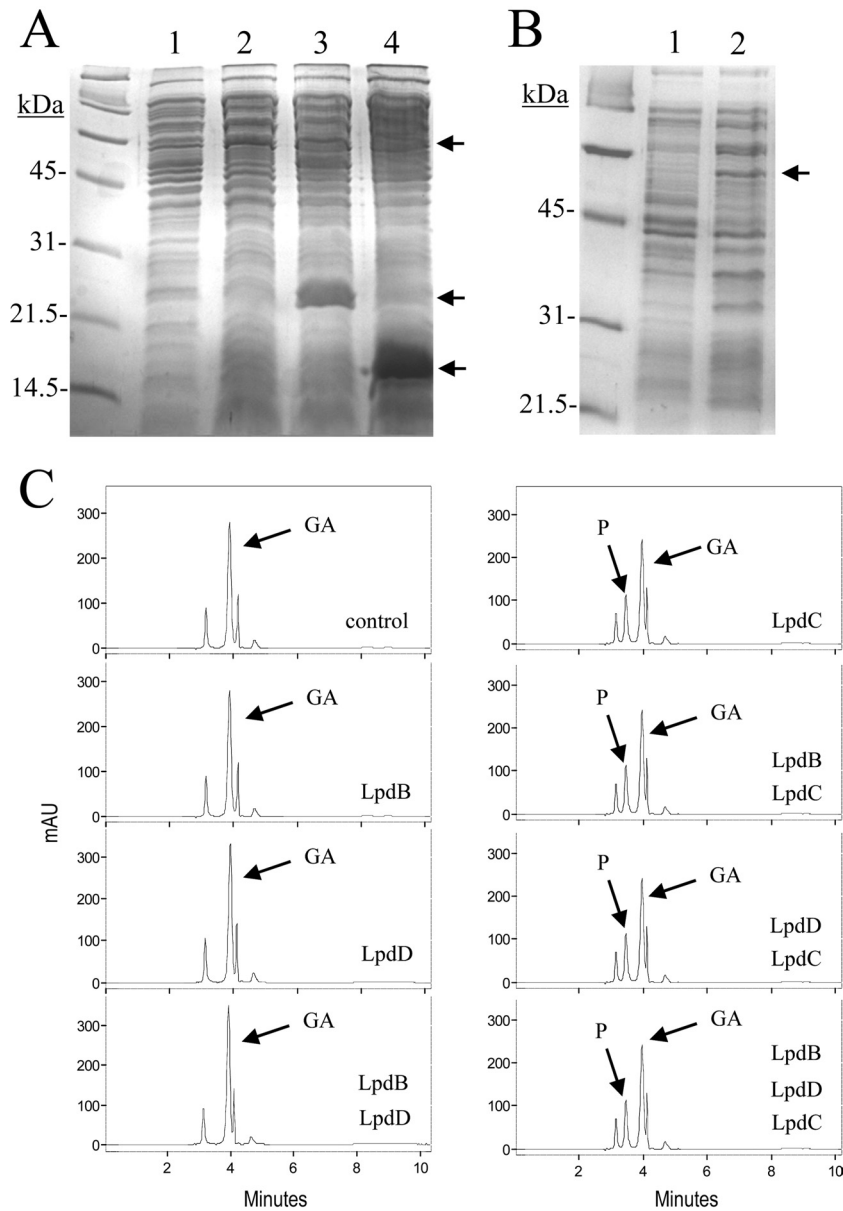 A
1 2 3 4
kDa
45-
31-
21.5-
14.5-
B
1 2
kDa
45-
31-
21.5-
C
mAU
300
200
100
0
GA
control
300
200
100
0
GA
LpdB
300
200
100
0
GA
LpdD
300
200
100
0
GA
LpdB
LpdD
2 4 6 8 10
Minutes
300
200
100
0
P
GA
LpdC
300
200
100
0
P
GA
LpdB
LpdC
300
200
100
0
P
GA
LpdD
LpdC
300
200
100
0
P
GA
LpdB
LpdD
LpdC
2 4 6 8 10
Minutes